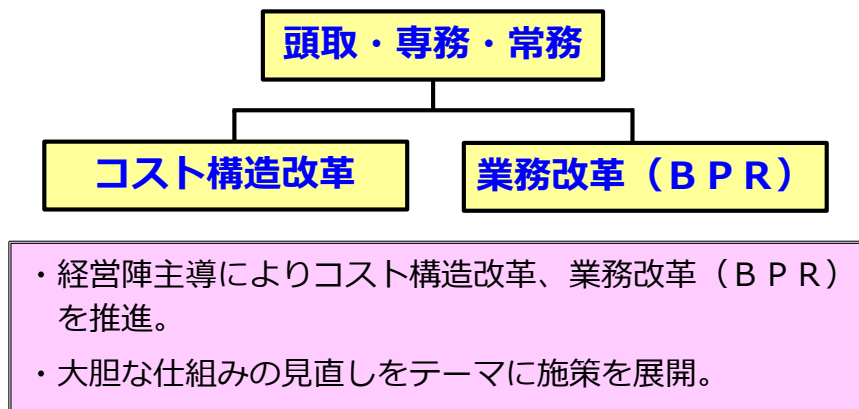 頭取・専務・常務
コスト構造改革
業務改革（ＢＰＲ）
・経営陣主導によりコスト構造改革、業務改革（ＢＰＲ）
を推進。
・大胆な仕組みの見直しをテーマに施策を展開。